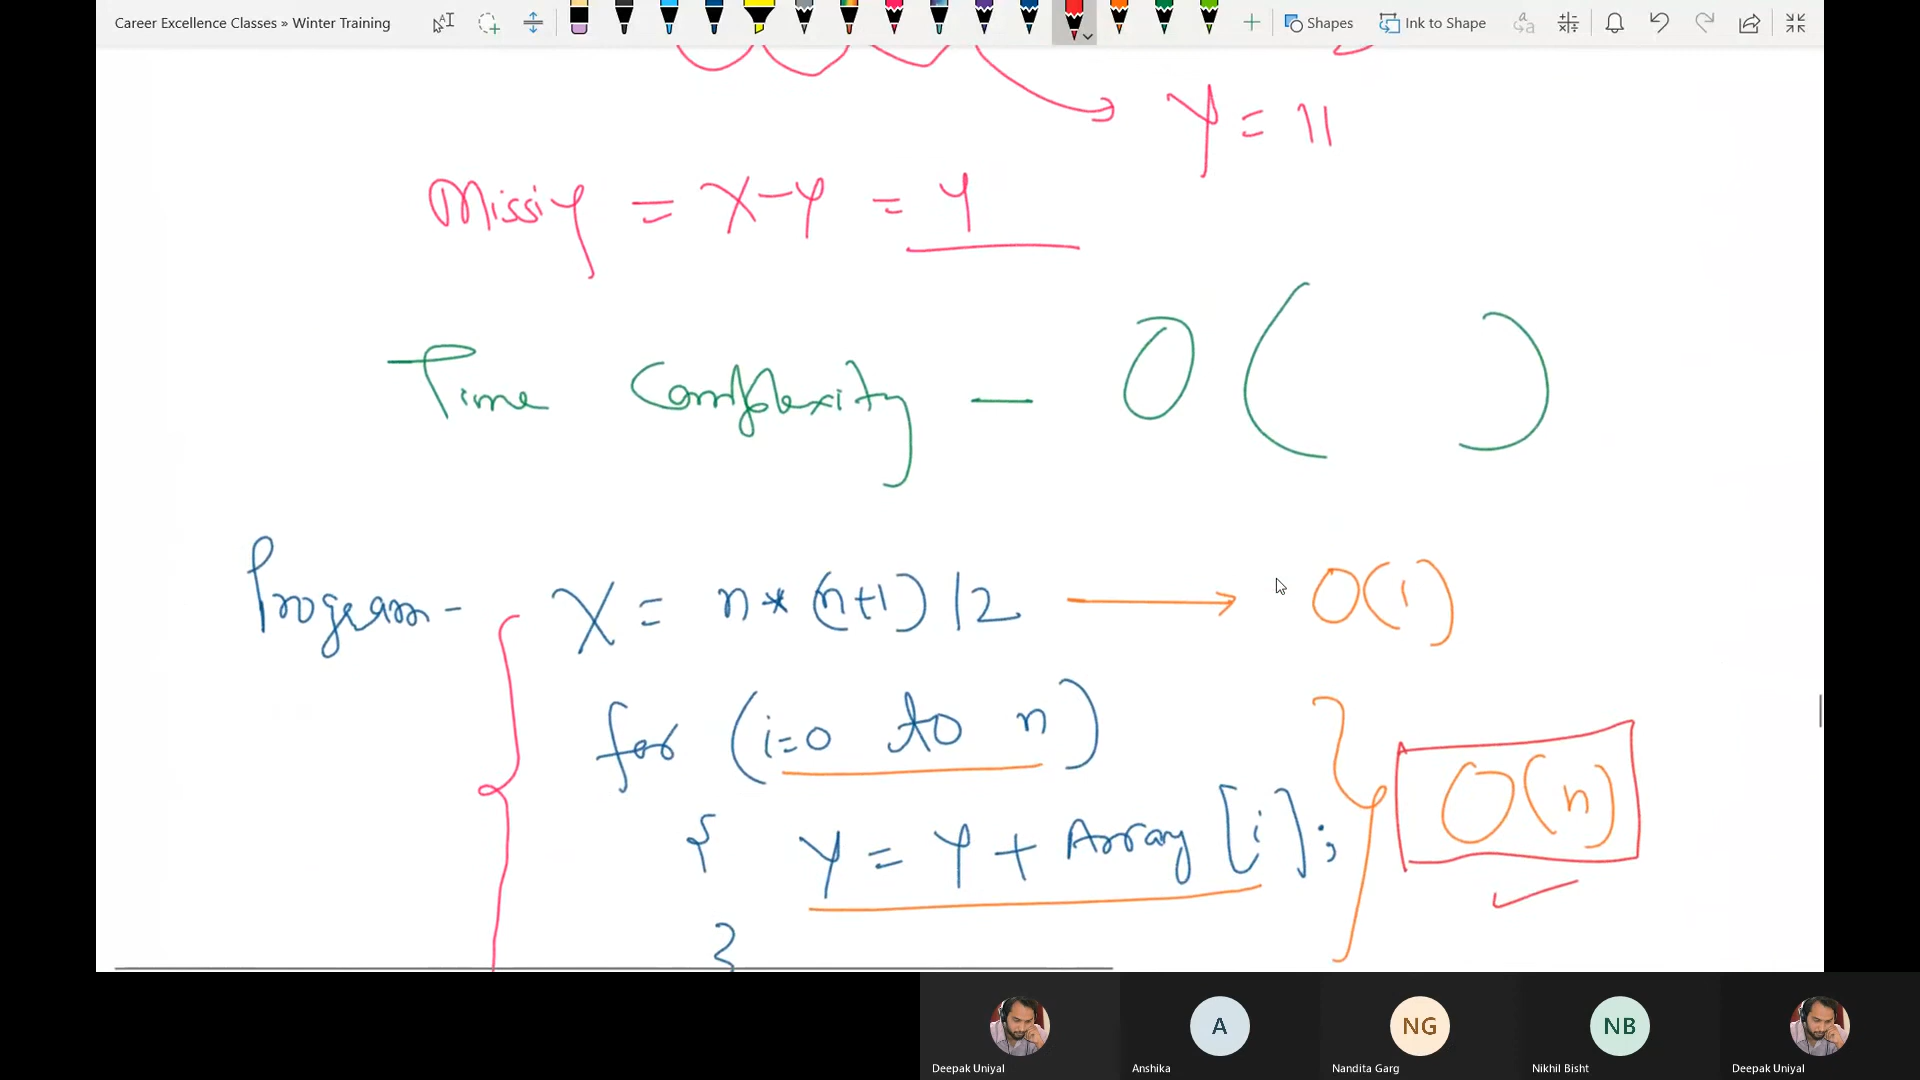 Career Excellence Classes » Winter Training
Shapes
Ink to Shape
Y = 11
Missiy = X-Y = 4
Time Complexity — O ( )
Program - X = n * (n+1) / 2 → O(1)
for (i=0 to n)
{ Y = Y + Array [i];
O(n)
}
A
NG
NB
Deepak Uniyal
Anshika
Nandita Garg
Nikhil Bisht
Deepak Uniyal